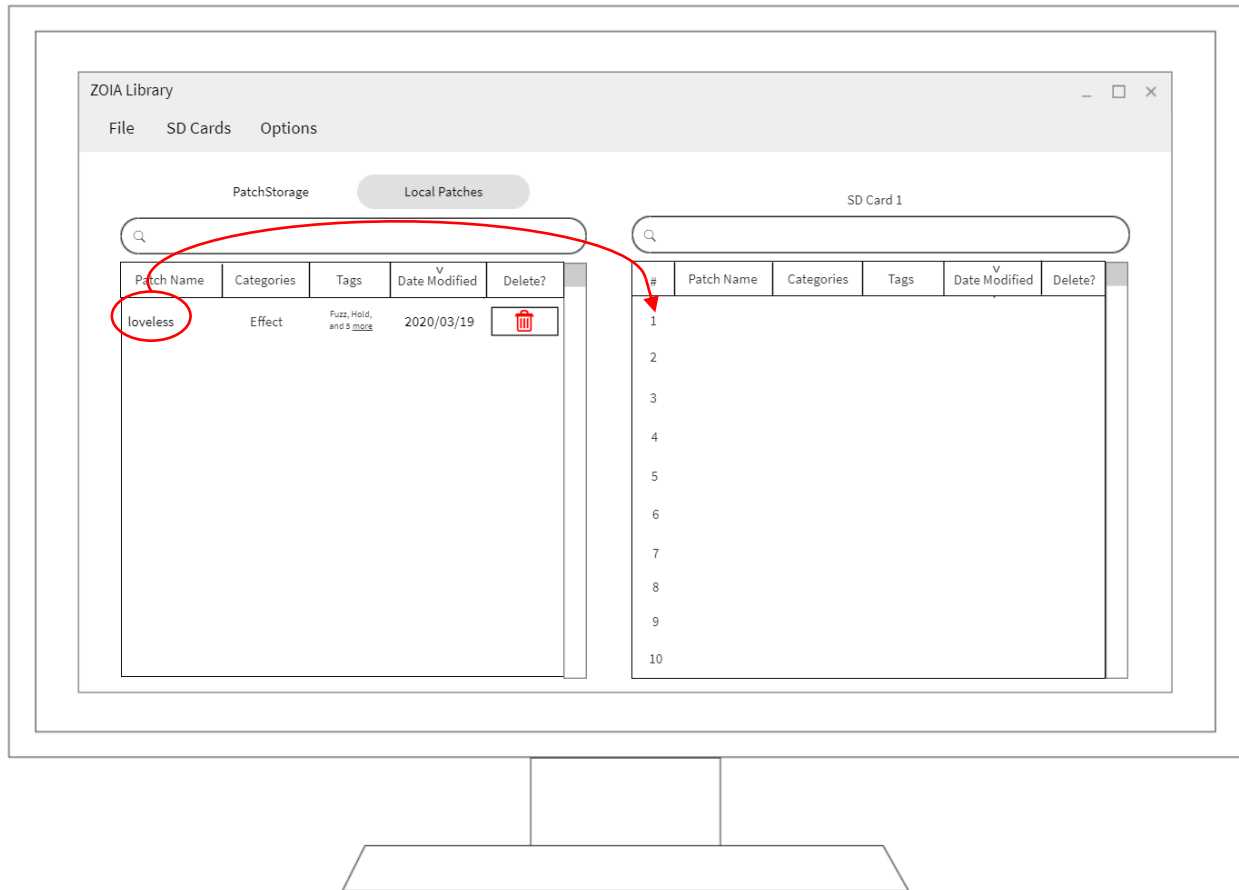 ZOIA Library
File SD Cards Options
PatchStorage Local Patches
SD Card 1
Patch Name Categories Tags Date Modified Delete?
loveless Effect Fuzz, Hold, and 5 more 2020/03/19
# Patch Name Categories Tags Date Modified Delete?
1
2
3
4
5
6
7
8
9
10